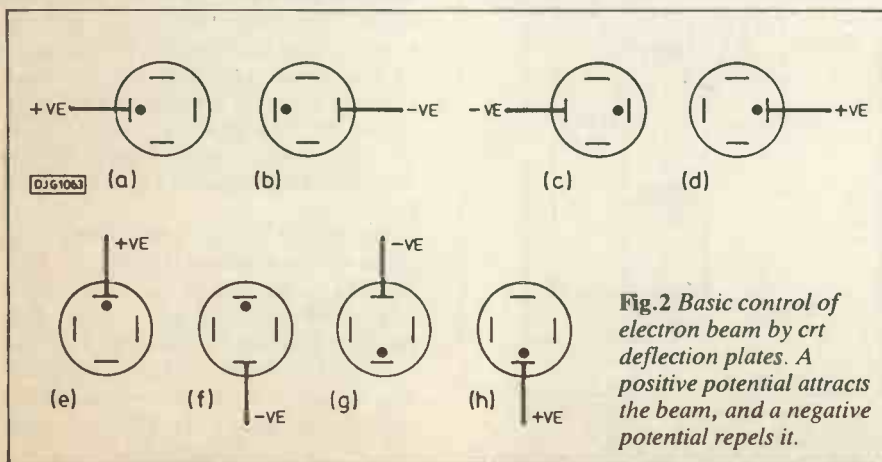 +VE
-VE
-VE
+VE
DJG1063
(a)
(b)
(c)
(d)
+VE
-VE
(e)
(f)
(g)
(h)
-VE
+VE
Fig.2 Basic control of
electron beam by crt
deflection plates. A
positive potential attracts
the beam, and a negative
potential repels it.